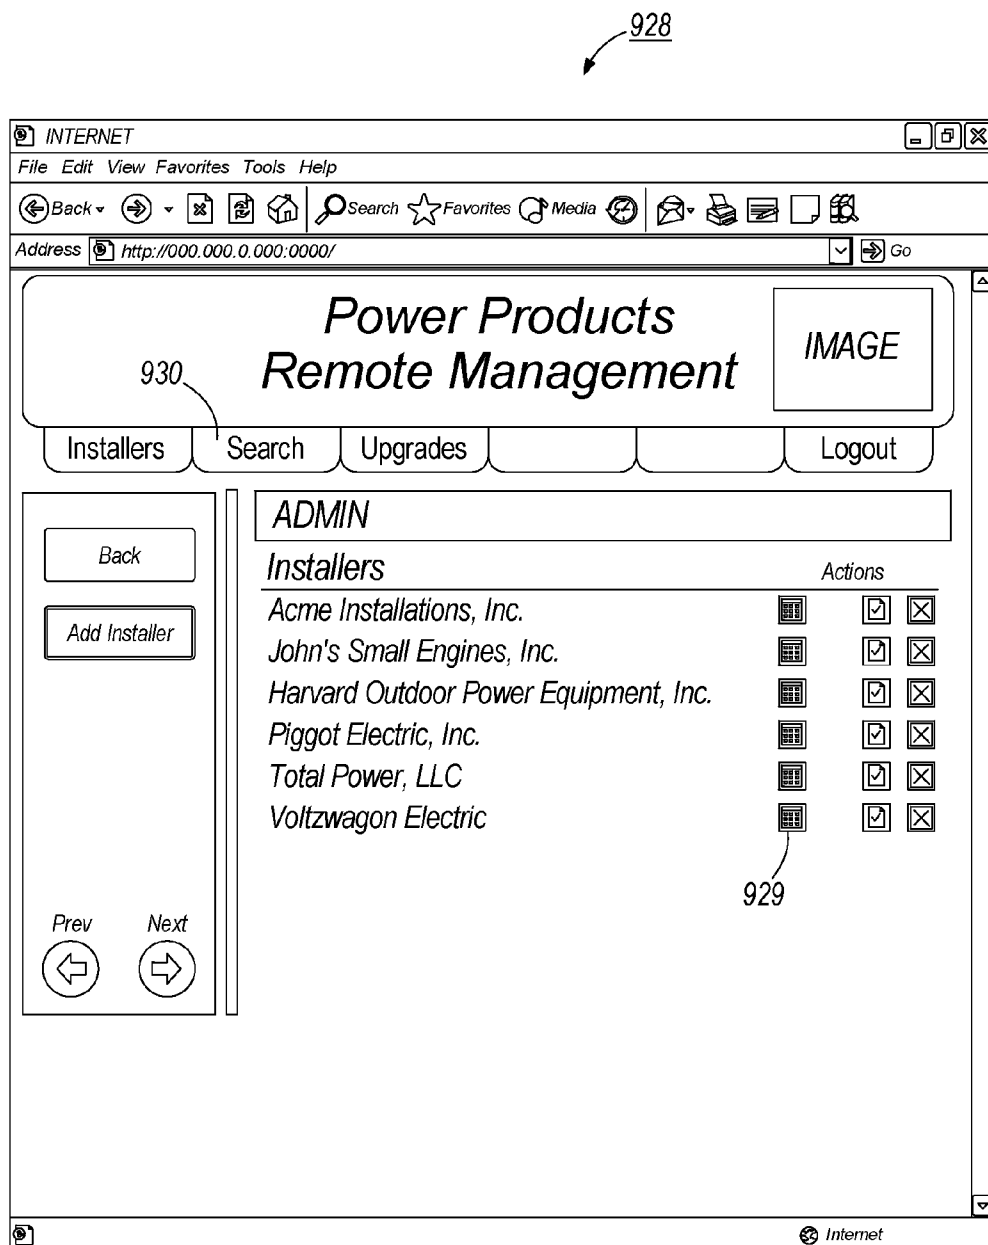 928
INTERNET
File Edit View Favorites Tools Help
Back Search Favorites Media
Address http://000.000.0.000:0000/ Go
Power Products
Remote Management
IMAGE
930
Installers Search Upgrades Logout
ADMIN
Back
Installers Actions
Add Installer
Acme Installations, Inc.
John's Small Engines, Inc.
Harvard Outdoor Power Equipment, Inc.
Piggot Electric, Inc.
Total Power, LLC
Voltzwagon Electric
929
Prev Next
Internet